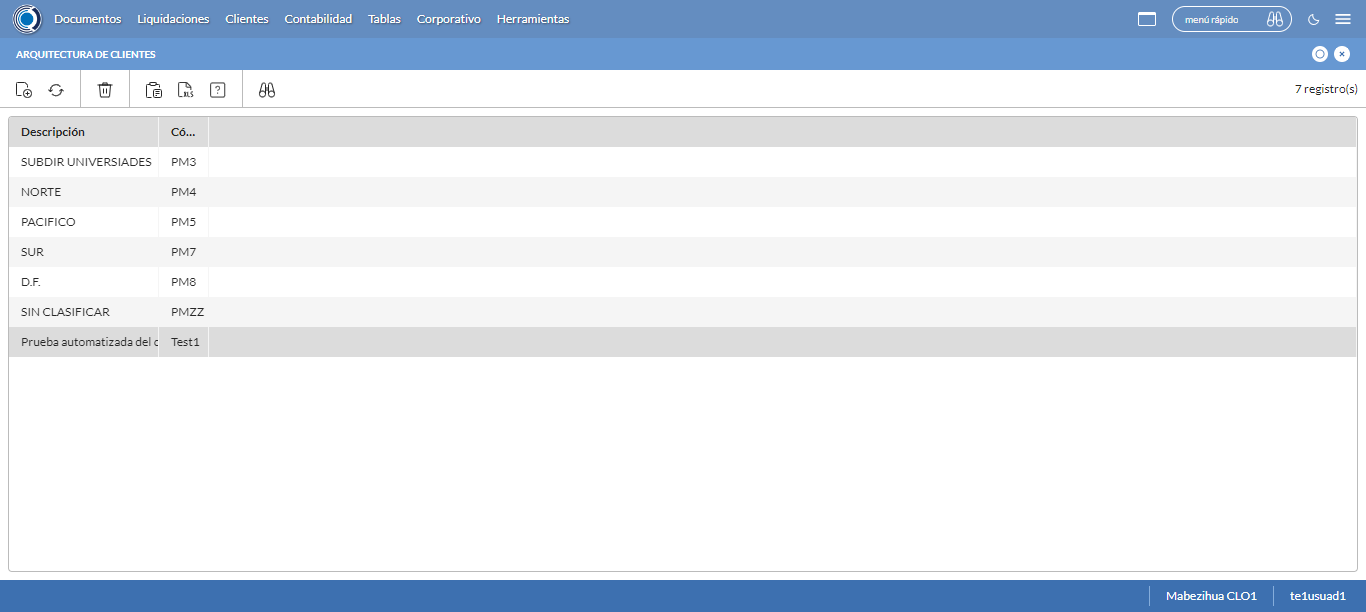 Documentos Liquidaciones Clientes Contabilidad Tablas Corporativo Herramientas menú rápido
ARQUITECTURA DE CLIENTES
XLS ? 7 registro(s)
Descripción Có...
SUBDIR UNIVERSIADES PM3
NORTE PM4
PACIFICO PM5
SUR PM7
D.F. PM8
SIN CLASIFICAR PMZZ
Prueba automatizada del c Test1
Mabezihua CLO1 te1usuad1